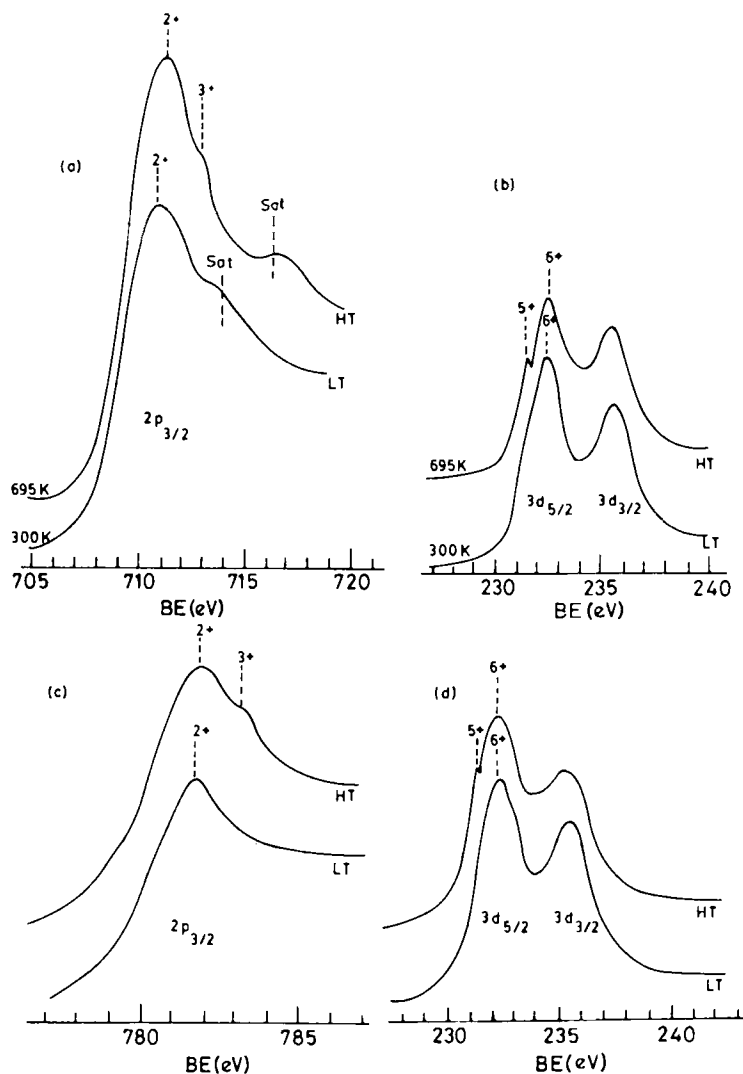 2+
3+
(a)
2+
Sat
Sat
HT
LT
2p3/2
695K
300K
705 710 715 720
BE(eV)
(b)
6+
5+
6+
695K
HT
3d5/2 3d3/2
300K
LT
230 235 240
BE(eV)
(c)
2+
3+
2+
HT
LT
2p3/2
780 785
BE(eV)
(d)
6+
5+
6+
3d5/2 3d3/2
HT
LT
230 235 240
BE(eV)